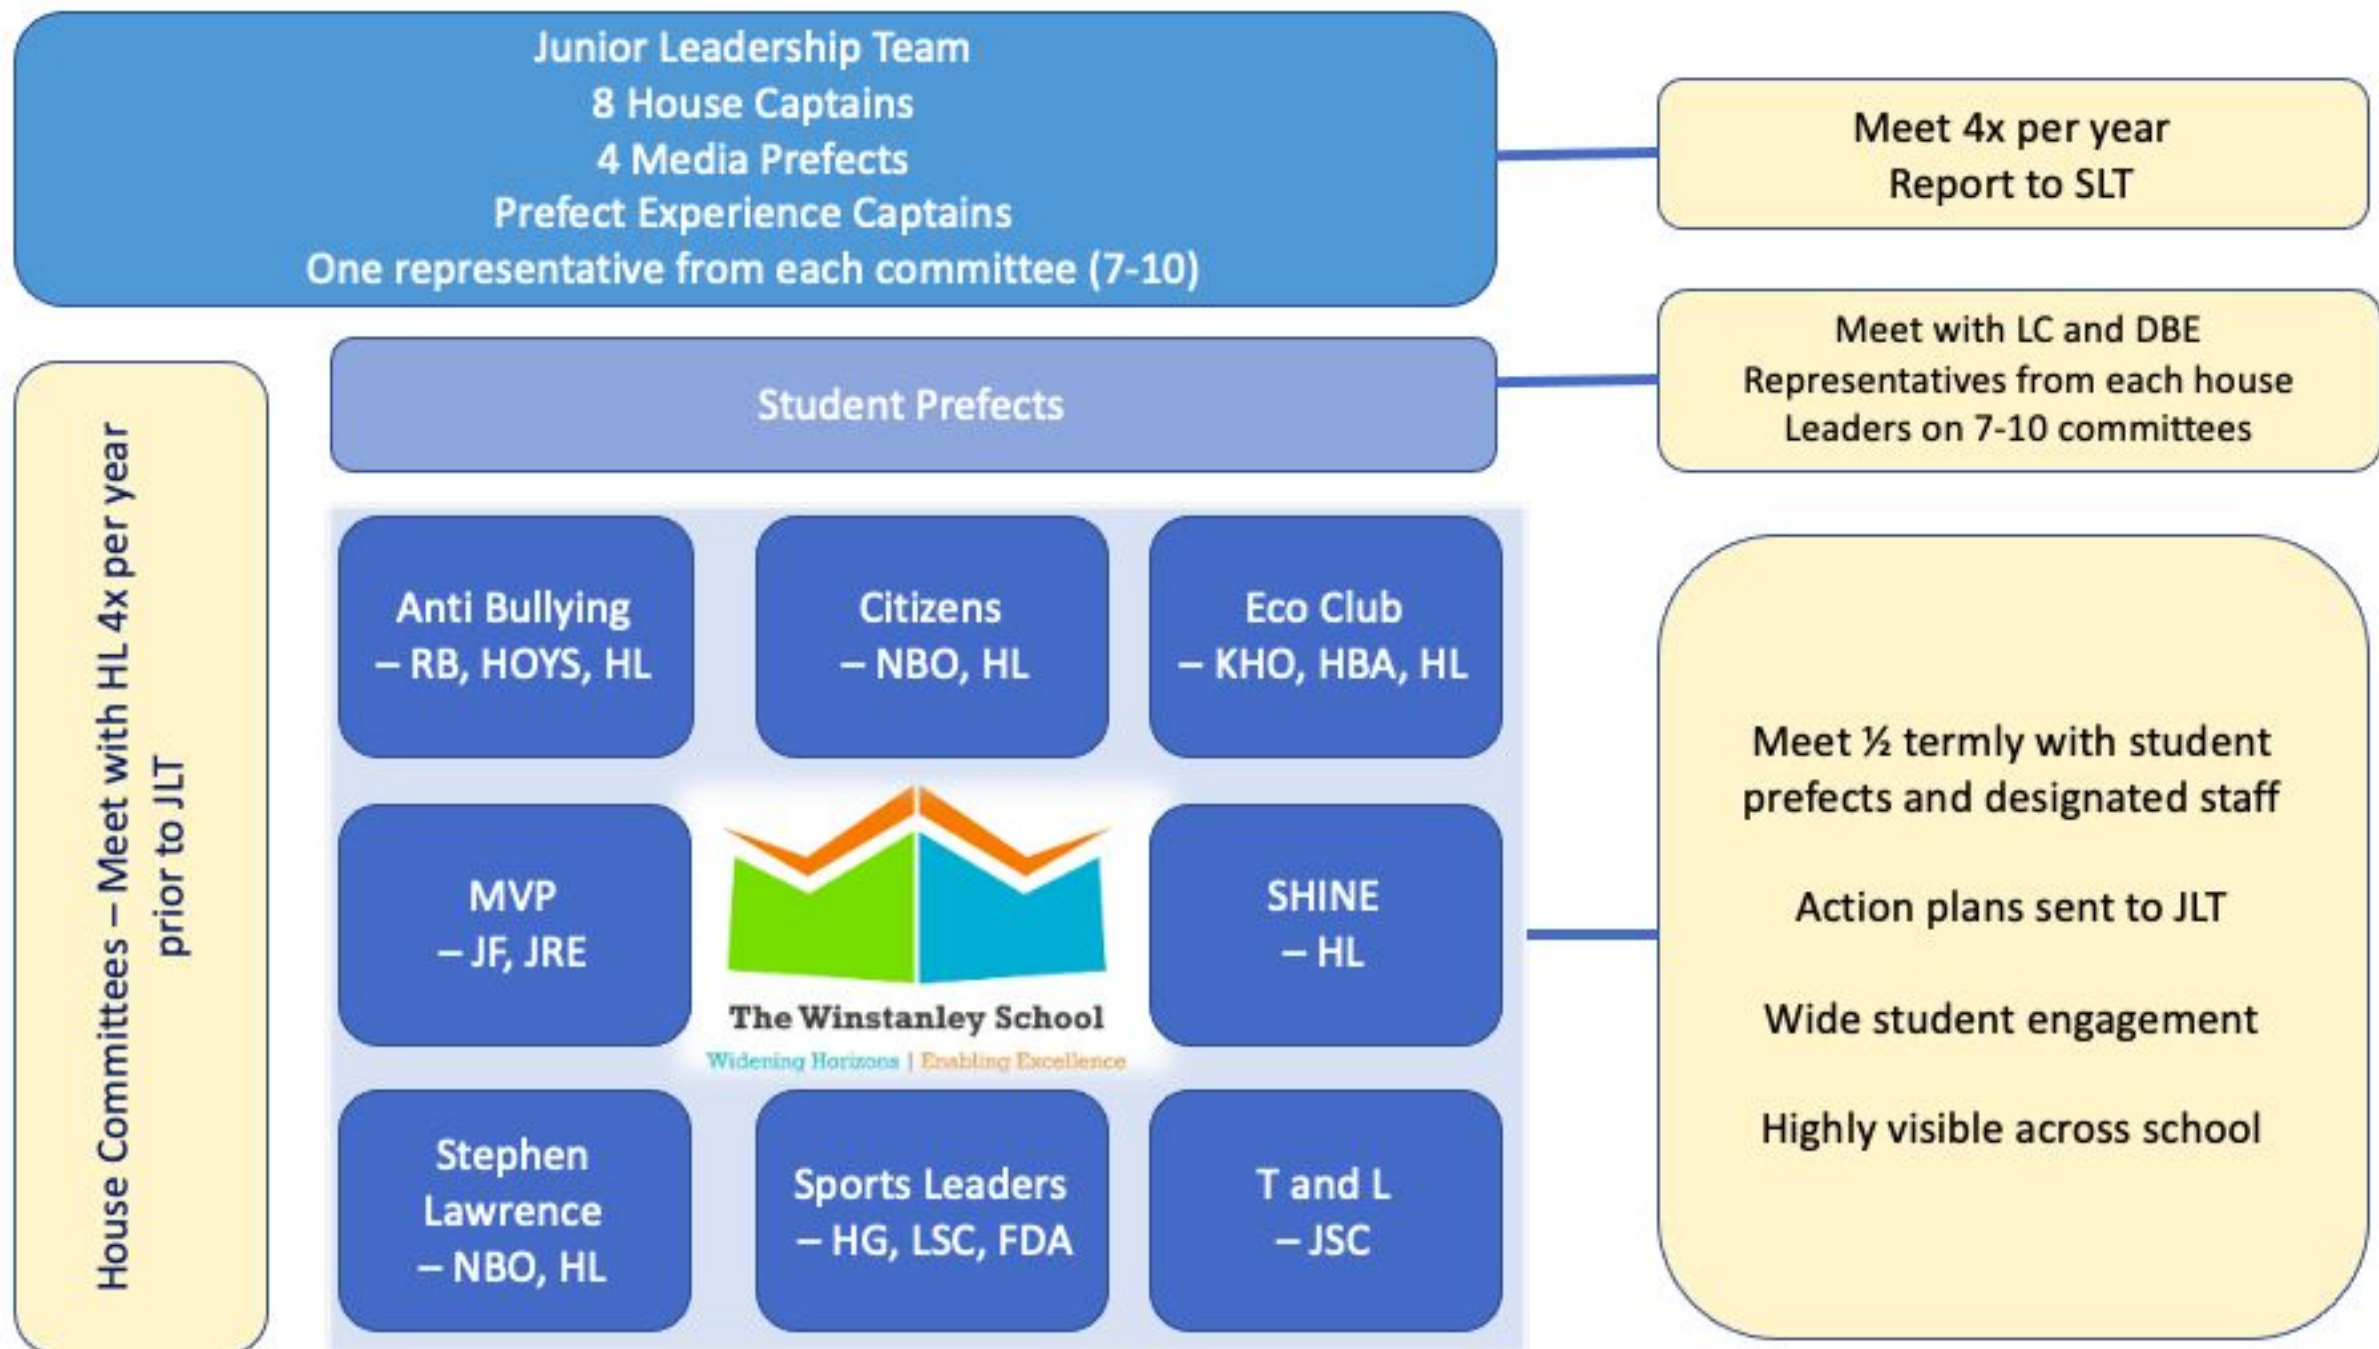 Junior Leadership Team
8 House Captains
4 Media Prefects
Prefect Experience Captains
One representative from each committee (7-10)
Meet 4x per year
Report to SLT
Student Prefects
Meet with LC and DBE
Representatives from each house
Leaders on 7-10 committees
House Committees – Meet with HL 4x per year
prior to JLT
Anti Bullying
– RB, HOYS, HL
Citizens
– NBO, HL
Eco Club
– KHO, HBA, HL
MVP
– JF, JRE
The Winstanley School
Widening Horizons | Enabling Excellence
SHINE
– HL
Stephen
Lawrence
– NBO, HL
Sports Leaders
– HG, LSC, FDA
T and L
– JSC
Meet ½ termly with student
prefects and designated staff
Action plans sent to JLT
Wide student engagement
Highly visible across school